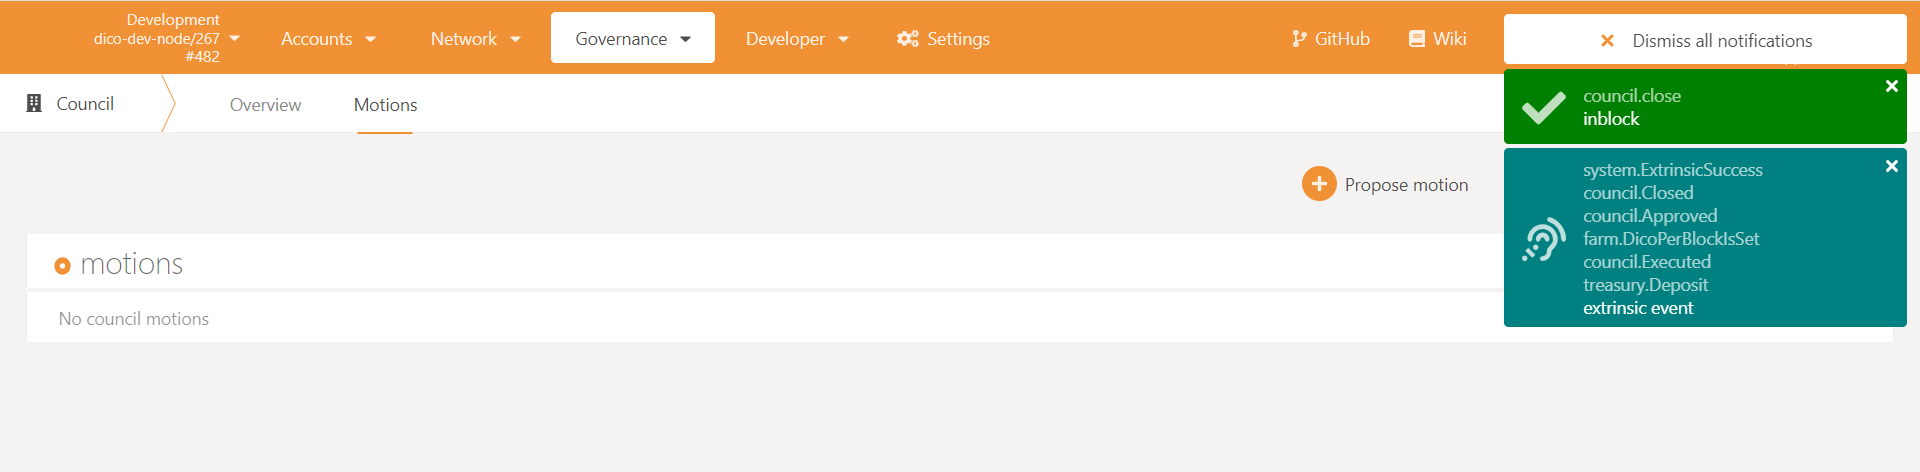 Development
dico-dev-node/267
#482
Accounts
Network
Governance
Developer
Settings
GitHub
Wiki
Dismiss all notifications
Council
Overview
Motions
council.close
inblock
system.ExtrinsicSuccess
council.Closed
council.Approved
farm.DicoPerBlockIsSet
council.Executed
treasury.Deposit
extrinsic event
Propose motion
motions
No council motions